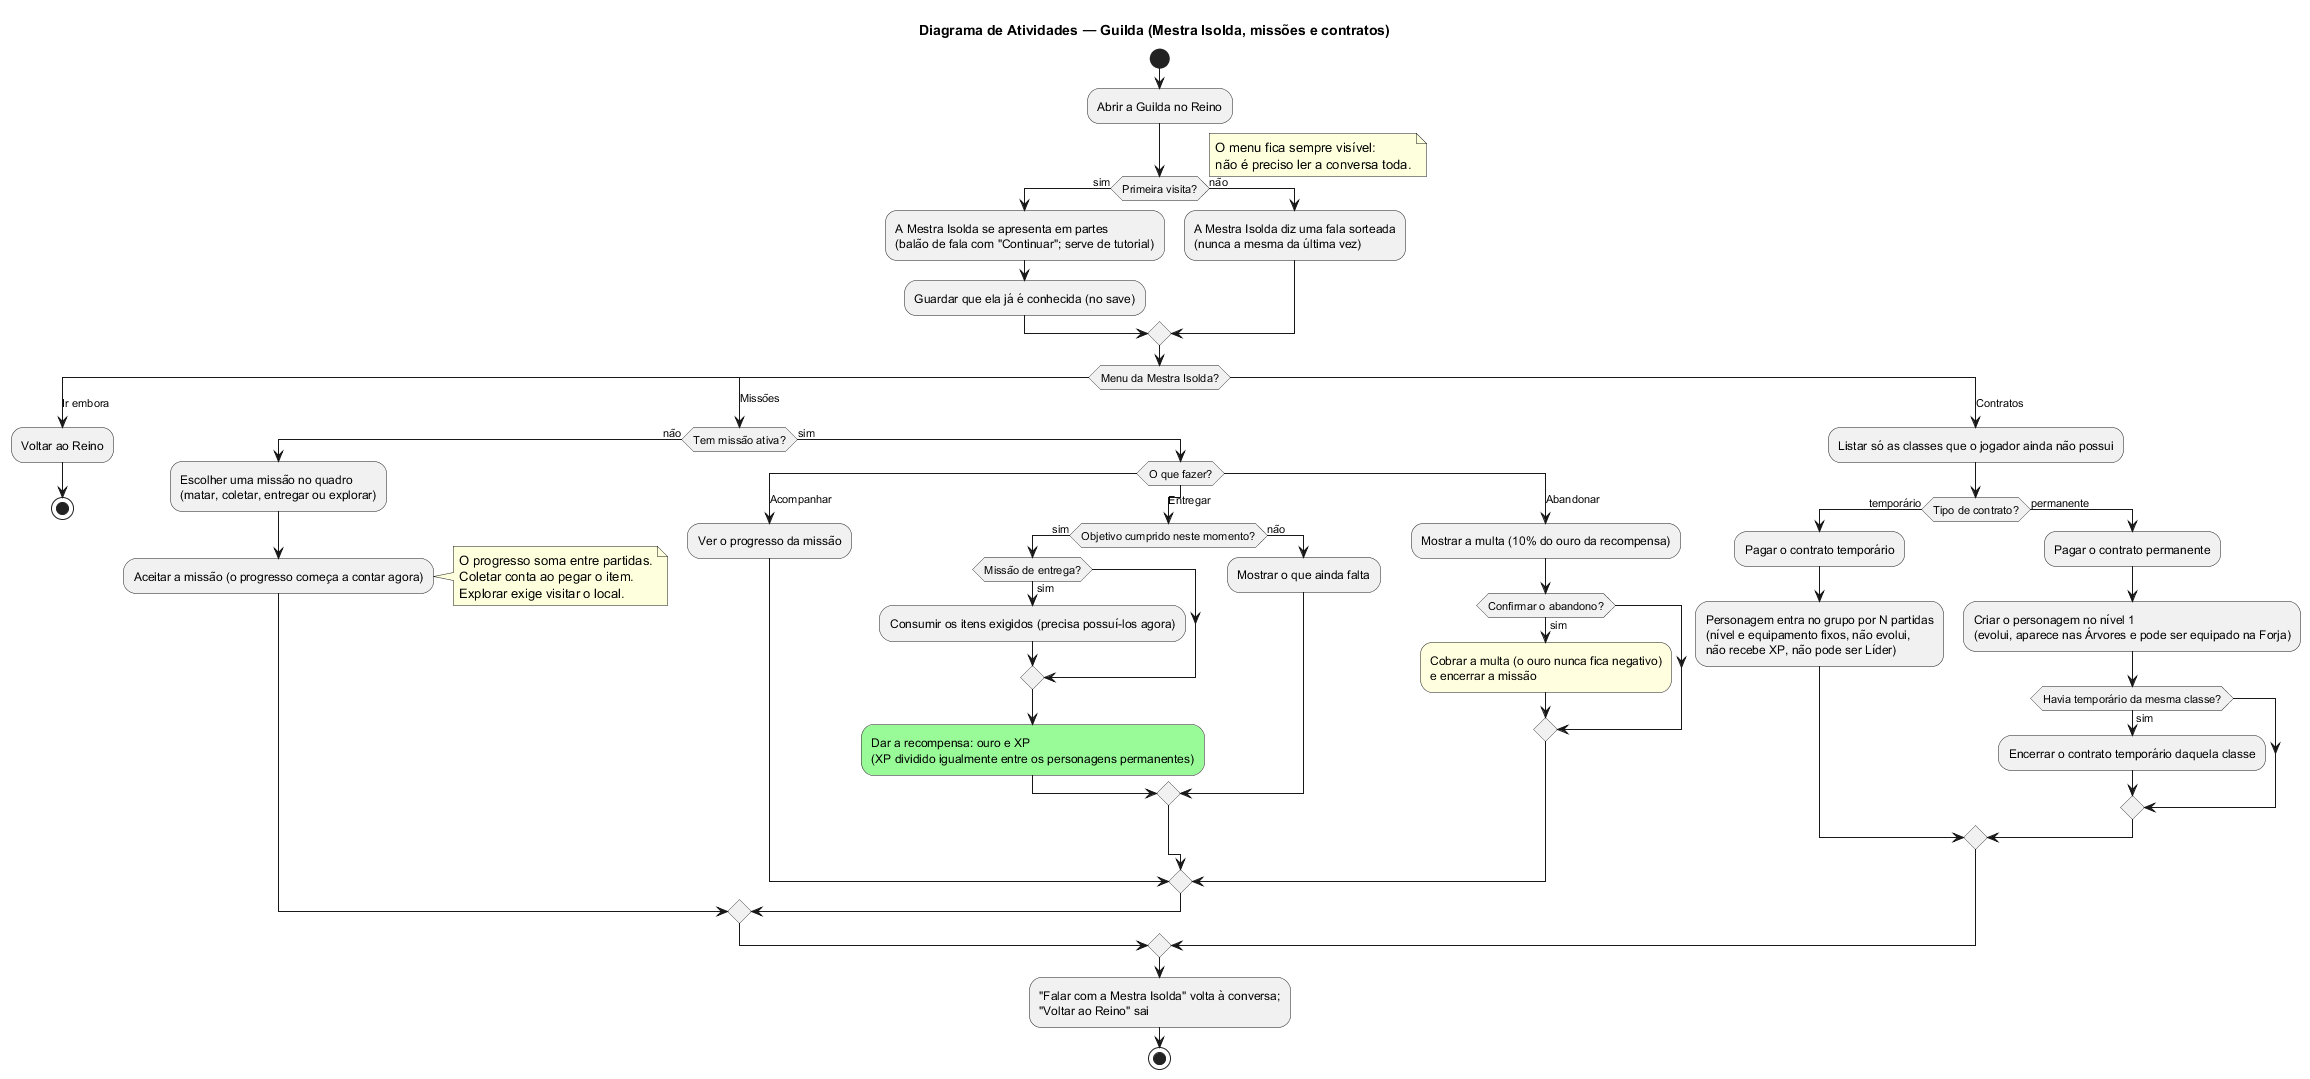 Diagrama de Atividades — Guilda (Mestra Isolda, missões e contratos)
Abrir a Guilda no Reino
O menu fica sempre visível:
não é preciso ler a conversa toda.
Primeira visita?
sim
não
A Mestra Isolda se apresenta em partes
(balão de fala com "Continuar"; serve de tutorial)
Guardar que ela já é conhecida (no save)
A Mestra Isolda diz uma fala sorteada
(nunca a mesma da última vez)
Menu da Mestra Isolda?
Ir embora
Voltar ao Reino
Missões
Tem missão ativa?
não
sim
Escolher uma missão no quadro
(matar, coletar, entregar ou explorar)
Aceitar a missão (o progresso começa a contar agora)
O progresso soma entre partidas.
Coletar conta ao pegar o item.
Explorar exige visitar o local.
O que fazer?
Acompanhar
Ver o progresso da missão
Entregar
Objetivo cumprido neste momento?
sim
não
Missão de entrega?
sim
Consumir os itens exigidos (precisa possuí-los agora)
Dar a recompensa: ouro e XP
(XP dividido igualmente entre os personagens permanentes)
Mostrar o que ainda falta
Abandonar
Mostrar a multa (10% do ouro da recompensa)
Confirmar o abandono?
sim
Cobrar a multa (o ouro nunca fica negativo)
e encerrar a missão
Contratos
Listar só as classes que o jogador ainda não possui
Tipo de contrato?
temporário
permanente
Pagar o contrato temporário
Personagem entra no grupo por N partidas
(nível e equipamento fixos, não evolui,
não recebe XP, não pode ser Líder)
Pagar o contrato permanente
Criar o personagem no nível 1
(evolui, aparece nas Árvores e pode ser equipado na Forja)
Havia temporário da mesma classe?
sim
Encerrar o contrato temporário daquela classe
"Falar com a Mestra Isolda" volta à conversa;
"Voltar ao Reino" sai